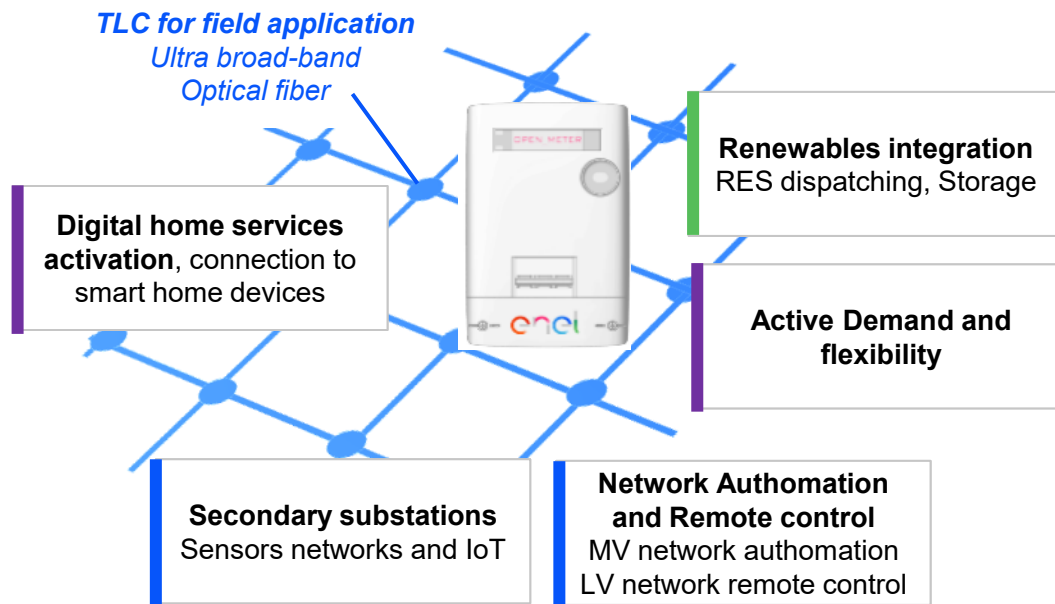 TLC for field application
Ultra broad-band
Optical fiber
OPEN METER
enel
Renewables integration
RES dispatching, Storage
Digital home services
activation, connection to
smart home devices
Active Demand and
flexibility
Secondary substations
Sensors networks and IoT
Network Authomation
and Remote control
MV network authomation
LV network remote control